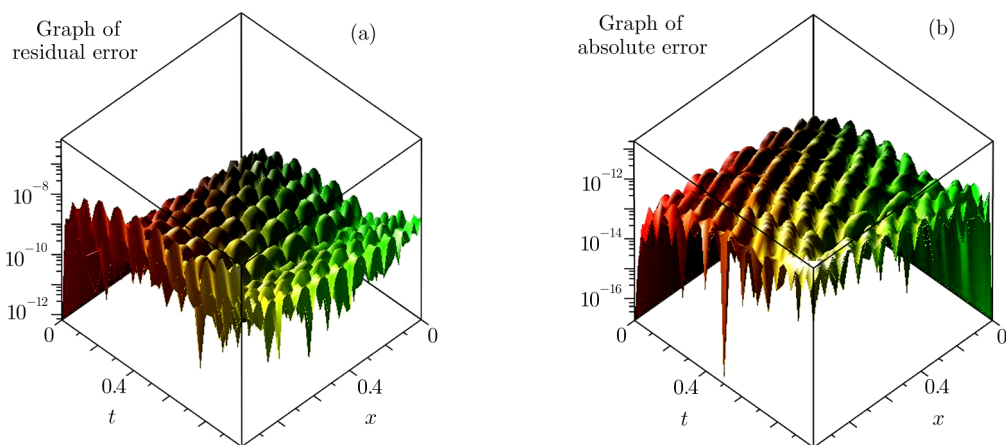 Graph of
residual error
(a)
10⁻⁸
10⁻¹⁰
10⁻¹²
0
0.4
t
0
0.4
x
Graph of
absolute error
(b)
10⁻¹²
10⁻¹⁴
10⁻¹⁶
0
0.4
t
0
0.4
x